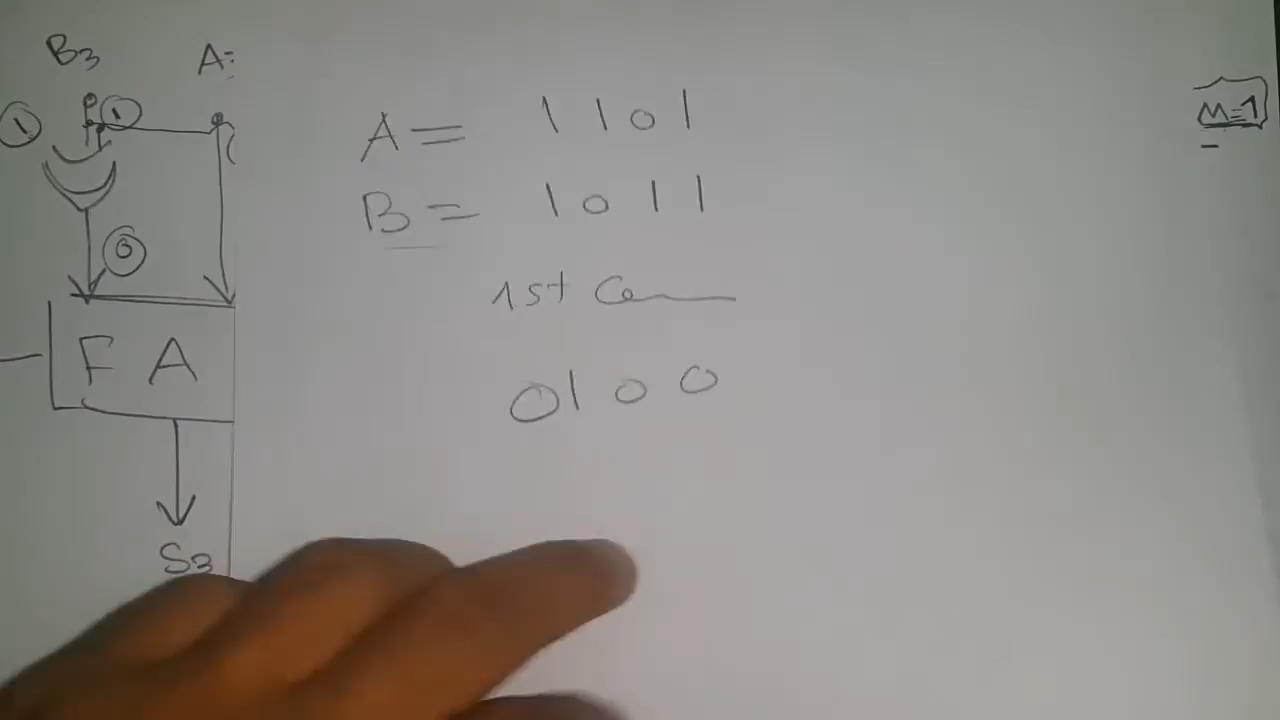 B3 A:
1 1
A = 1101
M=1
B = 1011
0
1st
FA
0100
S3